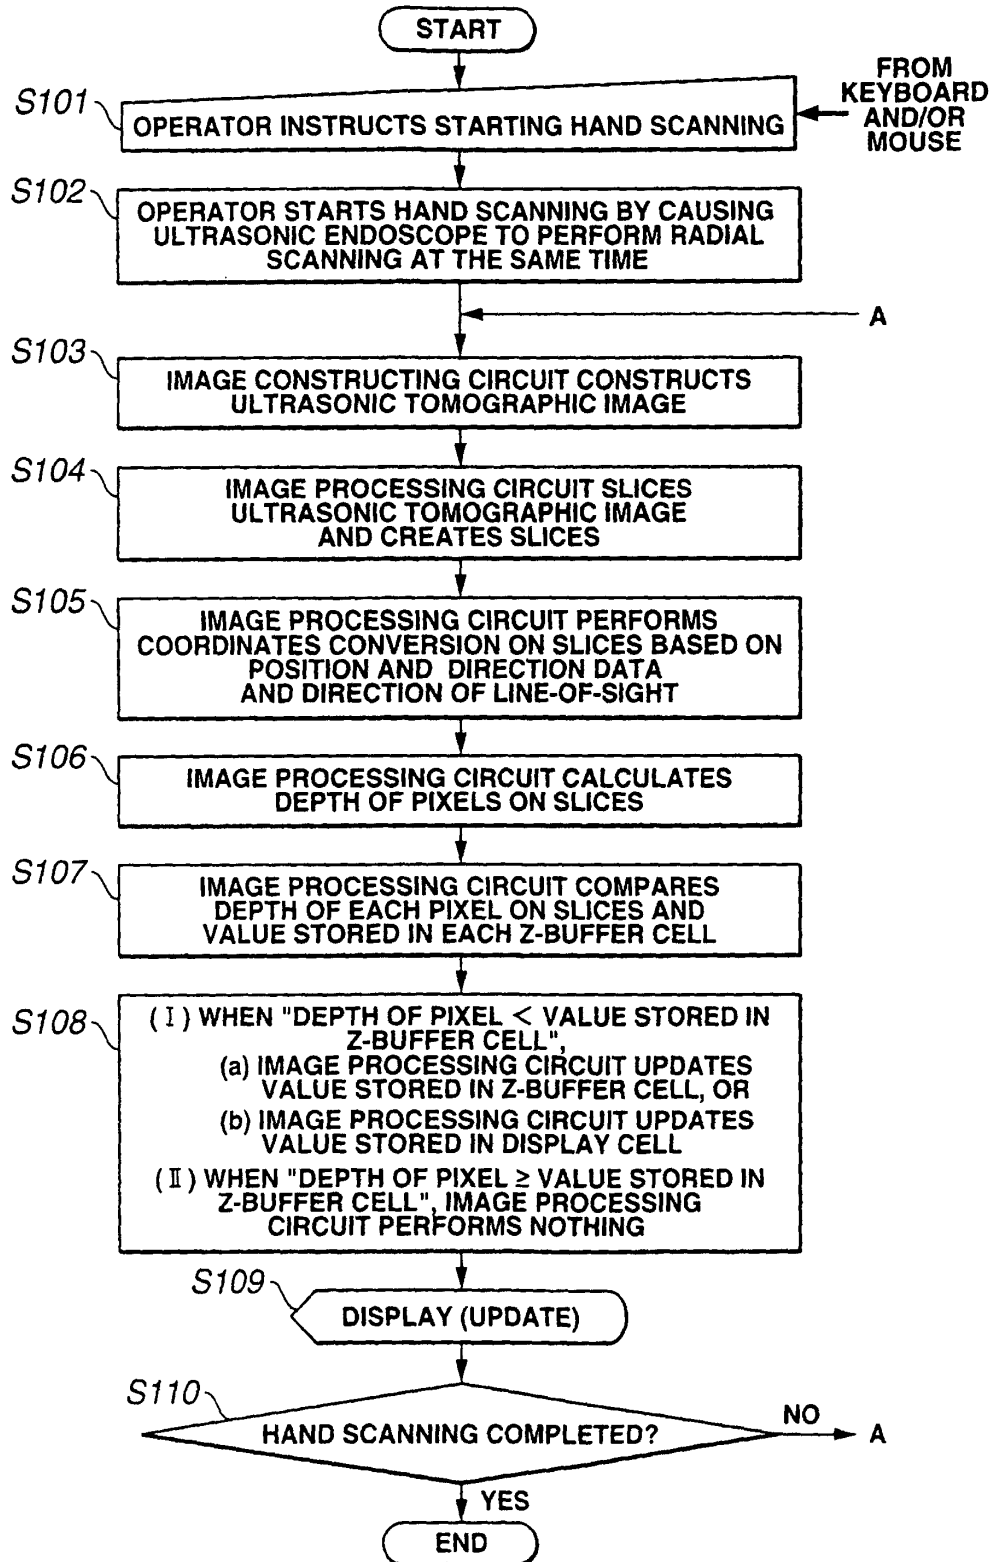 START
S101
OPERATOR INSTRUCTS STARTING HAND SCANNING
FROM
KEYBOARD
AND/OR
MOUSE
S102
OPERATOR STARTS HAND SCANNING BY CAUSING
ULTRASONIC ENDOSCOPE TO PERFORM RADIAL
SCANNING AT THE SAME TIME
A
S103
IMAGE CONSTRUCTING CIRCUIT CONSTRUCTS
ULTRASONIC TOMOGRAPHIC IMAGE
S104
IMAGE PROCESSING CIRCUIT SLICES
ULTRASONIC TOMOGRAPHIC IMAGE
AND CREATES SLICES
S105
IMAGE PROCESSING CIRCUIT PERFORMS
COORDINATES CONVERSION ON SLICES BASED ON
POSITION AND DIRECTION DATA
AND DIRECTION OF LINE-OF-SIGHT
S106
IMAGE PROCESSING CIRCUIT CALCULATES
DEPTH OF PIXELS ON SLICES
S107
IMAGE PROCESSING CIRCUIT COMPARES
DEPTH OF EACH PIXEL ON SLICES AND
VALUE STORED IN EACH Z-BUFFER CELL
S108
(Ⅰ) WHEN "DEPTH OF PIXEL < VALUE STORED IN
Z-BUFFER CELL",
(a) IMAGE PROCESSING CIRCUIT UPDATES
VALUE STORED IN Z-BUFFER CELL, OR
(b) IMAGE PROCESSING CIRCUIT UPDATES
VALUE STORED IN DISPLAY CELL
(Ⅱ) WHEN "DEPTH OF PIXEL ≥ VALUE STORED IN
Z-BUFFER CELL", IMAGE PROCESSING
CIRCUIT PERFORMS NOTHING
S109
DISPLAY (UPDATE)
S110
HAND SCANNING COMPLETED?
NO
A
YES
END